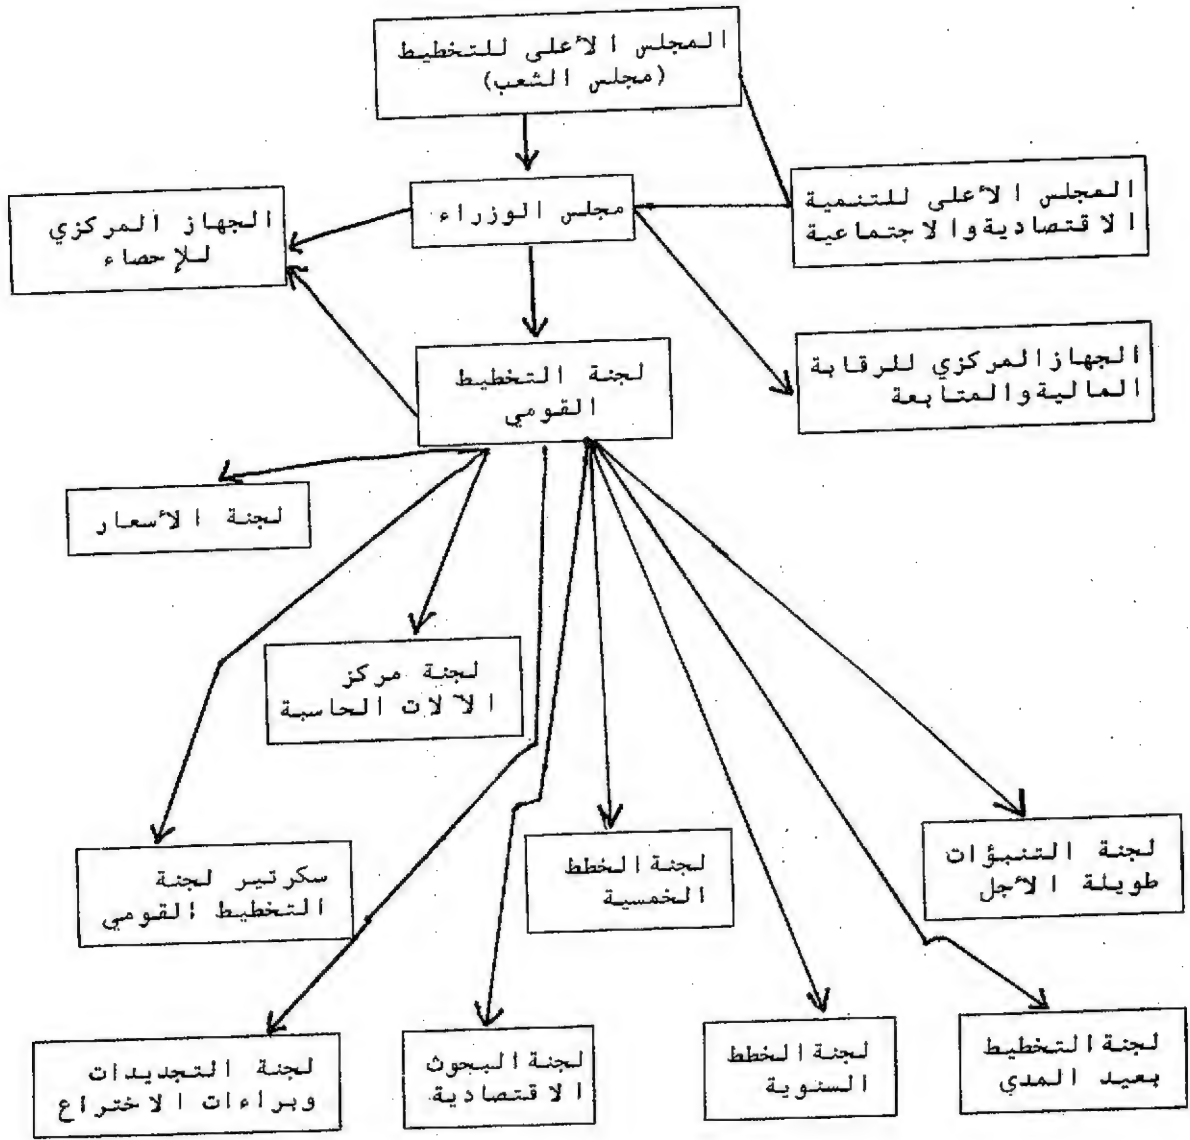 المجلس الأعلى للتخطيط
(مجلس الشعب)
المجلس الأعلى للتنمية
الاقتصادية والاجتماعية
مجلس الوزراء
الجهاز المركزي
للإحصاء
الجهاز المركزي للرقابة
المالية والمتابعة
لجنة التخطيط
القومي
لجنة الأسعار
لجنة مركز
الآلات الحاسبة
لجنة التنبؤات
طويلة الأجل
لجنة الخطط
الخمسية
سكرتير لجنة
التخطيط القومي
لجنة التخطيط
بعيد المدي
لجنة الخطط
السنوية
لجنة البحوث
الاقتصادية
لجنة التجديدات
وبراءات الاختراع